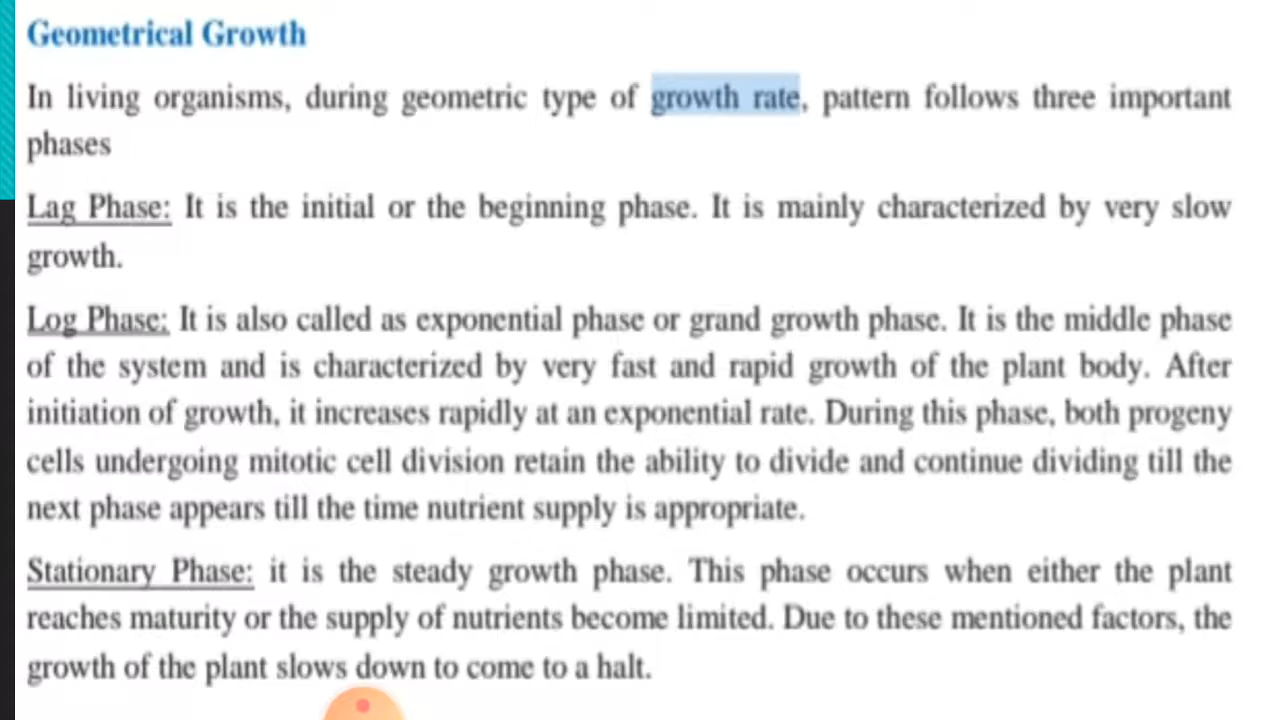 Geometrical Growth
In living organisms, during geometric type of growth rate, pattern follows three important
phases
Lag Phase: It is the initial or the beginning phase. It is mainly characterized by very slow
growth.
Log Phase: It is also called as exponential phase or grand growth phase. It is the middle phase
of the system and is characterized by very fast and rapid growth of the plant body. After
initiation of growth, it increases rapidly at an exponential rate. During this phase, both progeny
cells undergoing mitotic cell division retain the ability to divide and continue dividing till the
next phase appears till the time nutrient supply is appropriate.
Stationary Phase: it is the steady growth phase. This phase occurs when either the plant
reaches maturity or the supply of nutrients become limited. Due to these mentioned factors, the
growth of the plant slows down to come to a halt.